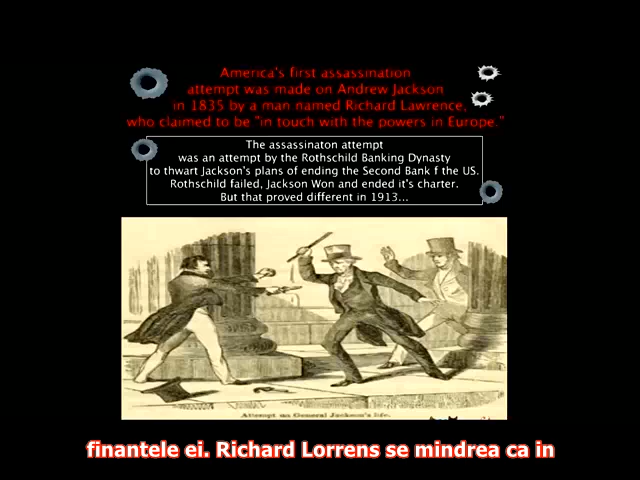 America's first assassination
attempt was made on Andrew Jackson
in 1835 by a man named Richard Lawrence,
who claimed to be "in touch with the powers in Europe."
The assassinaton attempt
was an attempt by the Rothschild Banking Dynasty
to thwart Jackson's plans of ending the Second Bank f the US.
Rothschild failed, Jackson Won and ended it's charter.
But that proved different in 1913...
Attempt on General Jackson's life.
finantele ei. Richard Lorrens se mindrea ca in